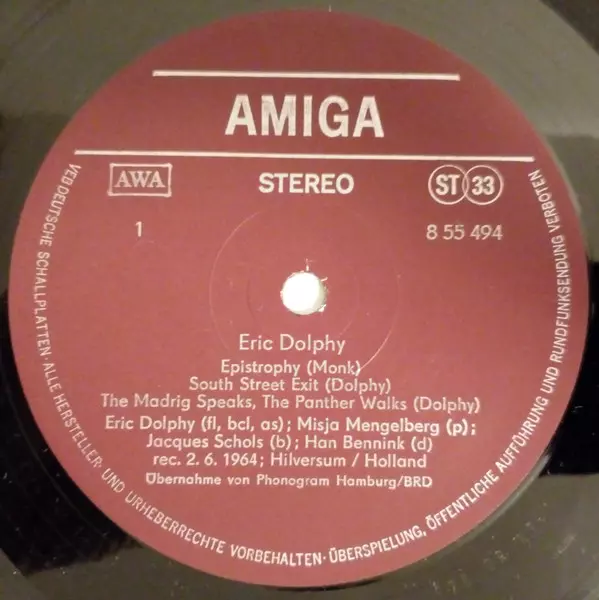 AMIGA
AWA
STEREO
ST 33
1
8 55 494
Eric Dolphy
Epistrophy (Monk)
South Street Exit (Dolphy)
The Madrig Speaks, The Panther Walks (Dolphy)
Eric Dolphy (fl, bcl, as); Misja Mengelberg (p);
Jacques Schols (b); Han Bennink (d)
rec. 2. 6. 1964; Hilversum / Holland
Übernahme von Phonogram Hamburg/BRD
VEB DEUTSCHE SCHALLPLATTEN · ALLE HERSTELLER- UND URHEBERRECHTE VORBEHALTEN · ÜBERSPIELUNG, ÖFFENTLICHE AUFFÜHRUNG UND RUNDFUNKSENDUNG VERBOTEN